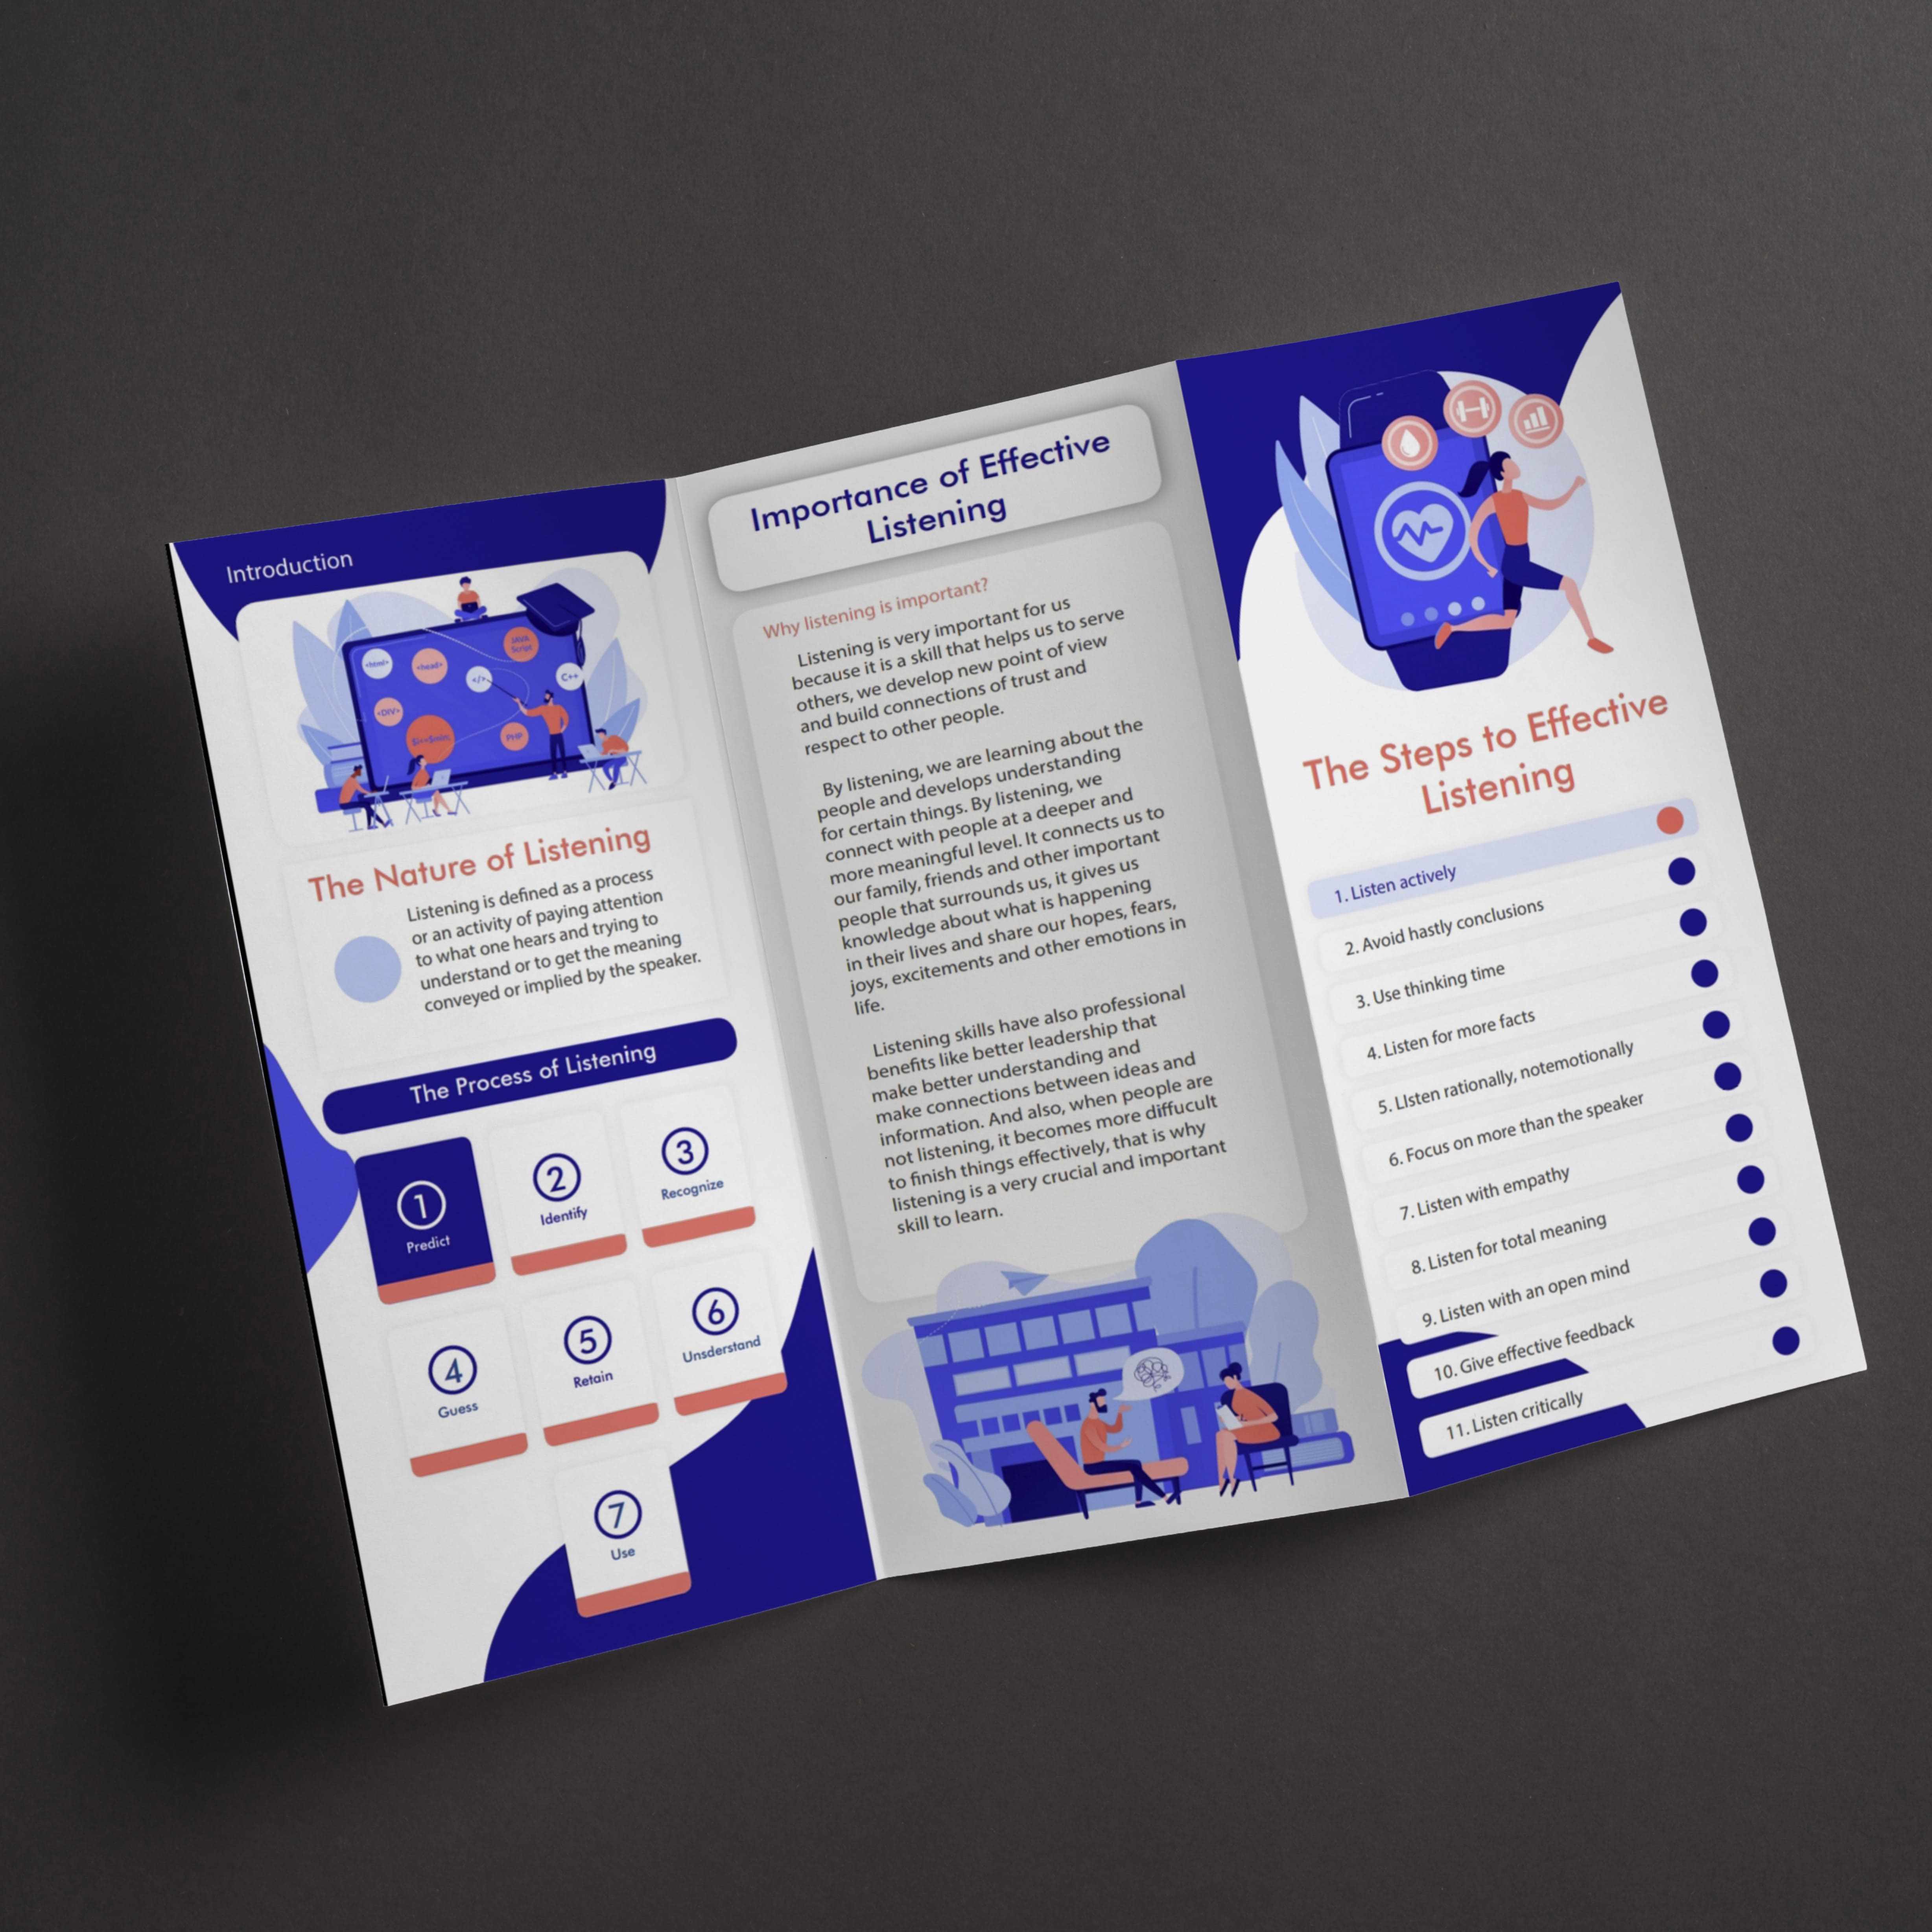 Introduction
<html>
<head>
JAVA
Script
</>
C++
<DIV>
PHP
The Nature of Listening
Listening is defined as a process
or an activity of paying attention
to what one hears and trying to
understand or to get the meaning
conveyed or implied by the speaker.
The Process of Listening
1
Predict
2
Identify
3
Recognize
4
Guess
5
Retain
6
Unsderstand
7
Use
Importance of Effective
Listening
Why listening is important?
Listening is very important for us
because it is a skill that helps us to serve
others, we develop new point of view
and build connections of trust and
respect to other people.
By listening, we are learning about the
people and develops understanding
for certain things. By listening, we
connect with people at a deeper and
more meaningful level. It connects us to
our family, friends and other important
people that surrounds us, it gives us
knowledge about what is happening
in their lives and share our hopes, fears,
joys, excitements and other emotions in
life.
Listening skills have also professional
benefits like better leadership that
make better understanding and
make connections between ideas and
information. And also, when people are
not listening, it becomes more diffucult
to finish things effectively, that is why
listening is a very crucial and important
skill to learn.
The Steps to Effective
Listening
1. Listen actively
2. Avoid hastly conclusions
3. Use thinking time
4. Listen for more facts
5. LIsten rationally, notemotionally
6. Focus on more than the speaker
7. Listen with empathy
8. Listen for total meaning
9. Listen with an open mind
10. Give effective feedback
11. Listen critically